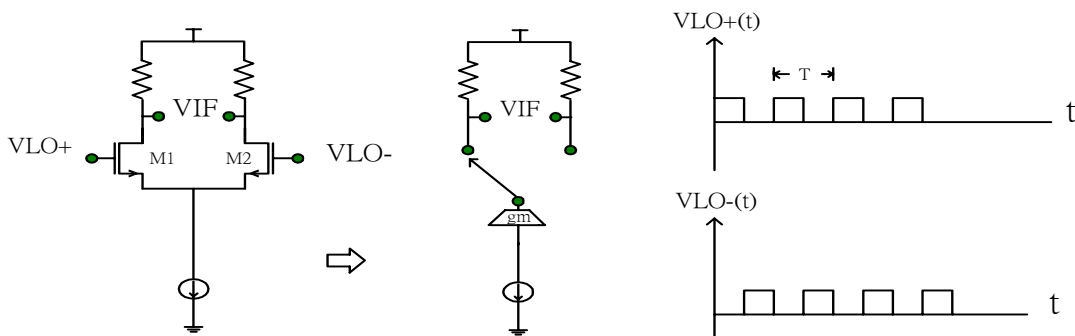 VLO+(t)
T
t
VIF
VIF
VLO+
M1
M2
VLO-
VLO-(t)
gm
t